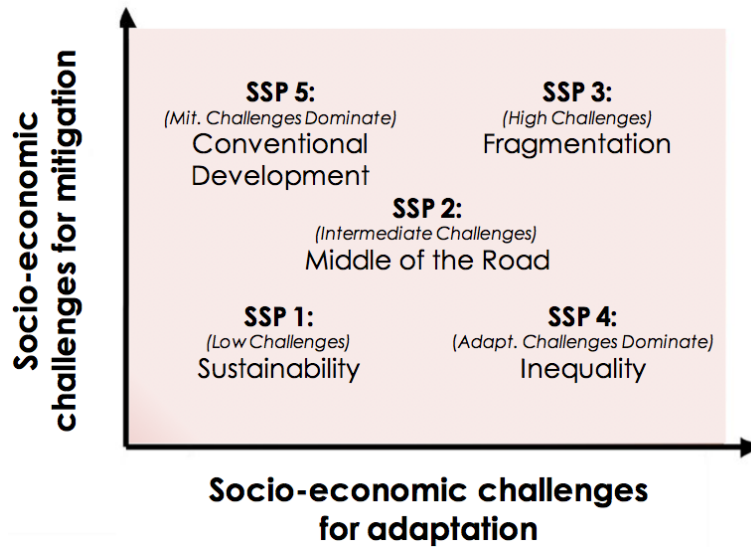 Socio-economic
challenges for mitigation
SSP 5:
(Mit. Challenges Dominate)
Conventional
Development
SSP 3:
(High Challenges)
Fragmentation
SSP 2:
(Intermediate Challenges)
Middle of the Road
SSP 1:
(Low Challenges)
Sustainability
SSP 4:
(Adapt. Challenges Dominate)
Inequality
Socio-economic challenges
for adaptation